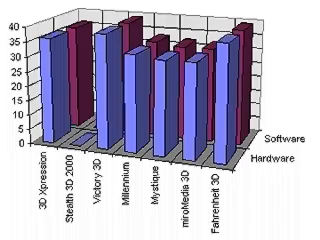 40
35
30
25
20
15
10
5
0
Software
Hardware
3D Xpression
Stealth 3D 2000
Victory 3D
Millennium
Mystique
miroMedia 3D
Fahrenheit 3D